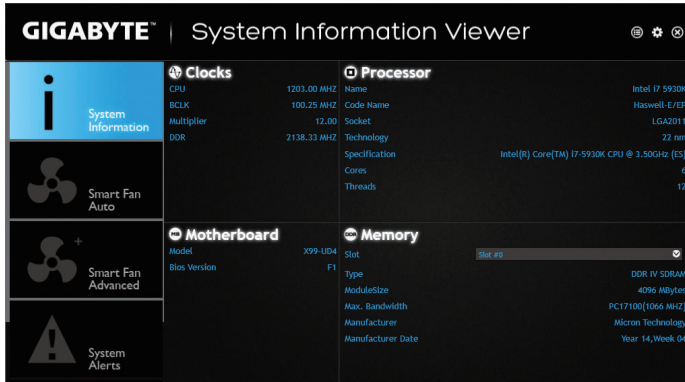 GIGABYTE™ | System Information Viewer
System
Information
Smart Fan
Auto
Smart Fan
Advanced
System
Alerts
Clocks
CPU 1203.00 MHZ
BCLK 100.25 MHZ
Multiplier 12.00
DDR 2138.33 MHZ
Processor
Name Intel i7 5930K
Code Name Haswell-E/EP
Socket LGA2011
Technology 22 nm
Specification Intel(R) Core(TM) i7-5930K CPU @ 3.50GHz (ES)
Cores 6
Threads 12
MB Motherboard
Model X99-UD4
Bios Version F1
DDR Memory
Slot Slot #0
Type DDR IV SDRAM
ModuleSize 4096 MBytes
Max. Bandwidth PC17100(1066 MHZ)
Manufacturer Micron Technology
Manufacturer Date Year 14,Week 04